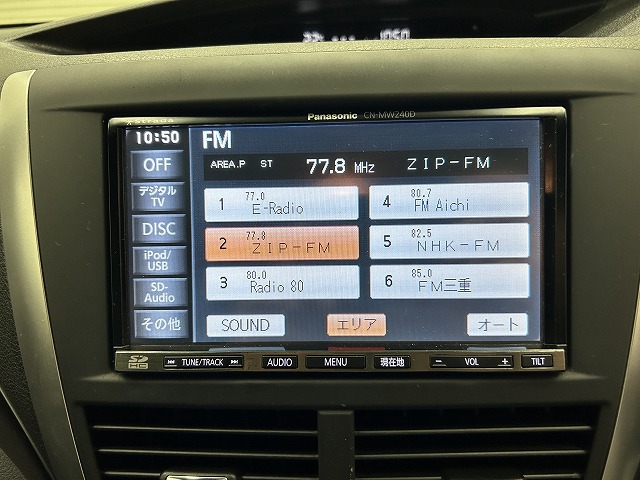 1050
Panasonic CN-MW240D
Strada
10:50
FM
AREA.P ST 77.8 MHz ZIP-FM
OFF
デジタル
TV
DISC
iPod/
USB
SD-
Audio
その他
1 77.0 E-Radio
4 80.7 FM Aichi
2 77.8 ZIP-FM
5 82.5 NHK-FM
3 80.0 Radio 80
6 85.0 FM三重
SOUND エリア オート
SD HC TUNE/TRACK AUDIO MENU 現在地 − VOL + TILT